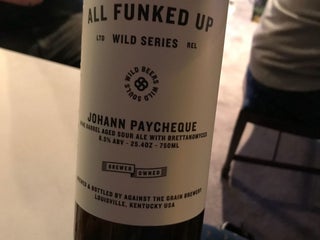 ALL FUNKED UP
LTD WILD SERIES REL
WILD BEERS WILD SOULS
JOHANN PAYCHEQUE
BARREL AGED SOUR ALE WITH BRETTANOMYCES
6.5% ABV - 25.4OZ - 750ML
BREWER OWNED
& BOTTLED BY AGAINST THE GRAIN BREWERY
LOUISVILLE, KENTUCKY USA